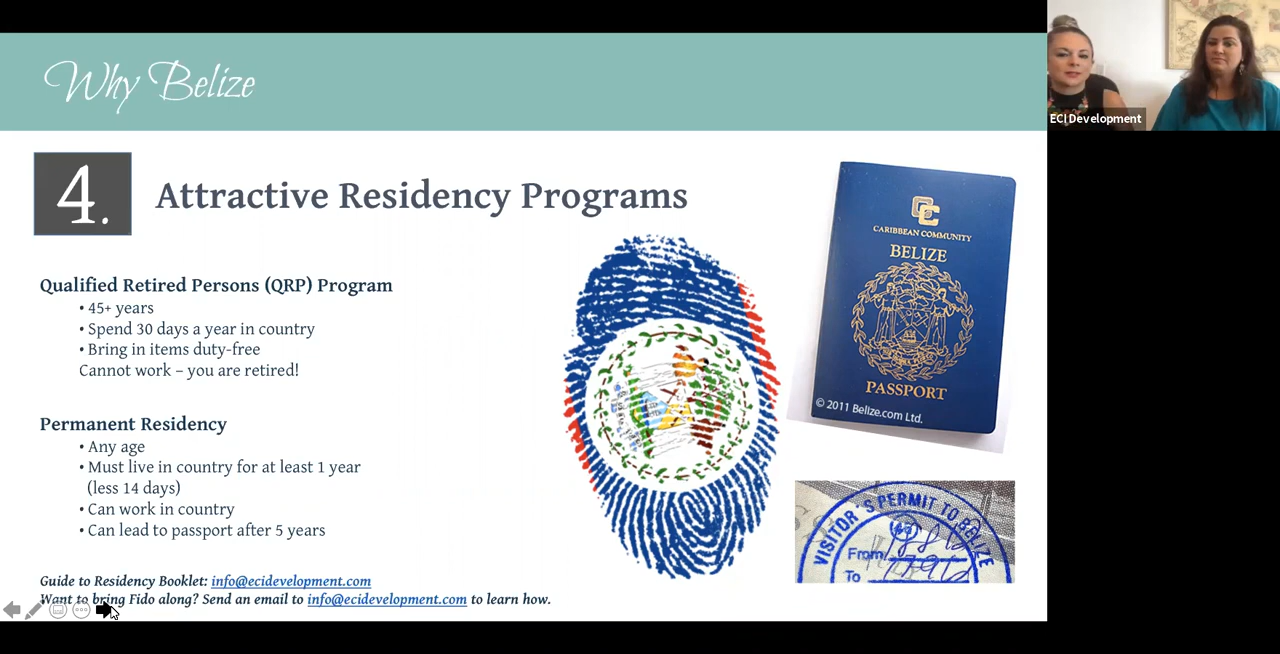 Why Belize
ECI Development
4.
Attractive Residency Programs
Qualified Retired Persons (QRP) Program
• 45+ years
• Spend 30 days a year in country
• Bring in items duty-free
Cannot work – you are retired!
Permanent Residency
• Any age
• Must live in country for at least 1 year
(less 14 days)
• Can work in country
• Can lead to passport after 5 years
Guide to Residency Booklet: info@ecidevelopment.com
Want to bring Fido along? Send an email to info@ecidevelopment.com to learn how.
CARIBBEAN COMMUNITY
BELIZE
PASSPORT
© 2011 Belize.com Ltd.
VISITOR'S PERMIT TO BELIZE
From
To